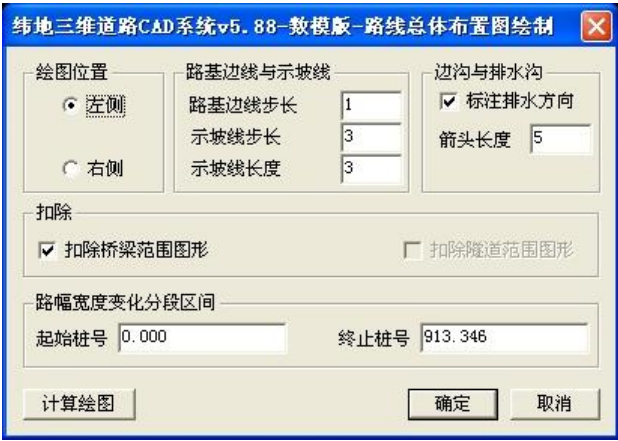 纬地三维道路CAD系统v5.88-数模版-路线总体布置图绘制
绘图位置
左侧
右侧
路基边线与示坡线
路基边线步长 1
示坡线步长 3
示坡线长度 3
边沟与排水沟
标注排水方向
箭头长度 5
扣除
扣除桥梁范围图形 扣除隧道范围图形
路幅宽度变化分段区间
起始桩号 0.000 终止桩号 913.346
计算绘图 确定 取消